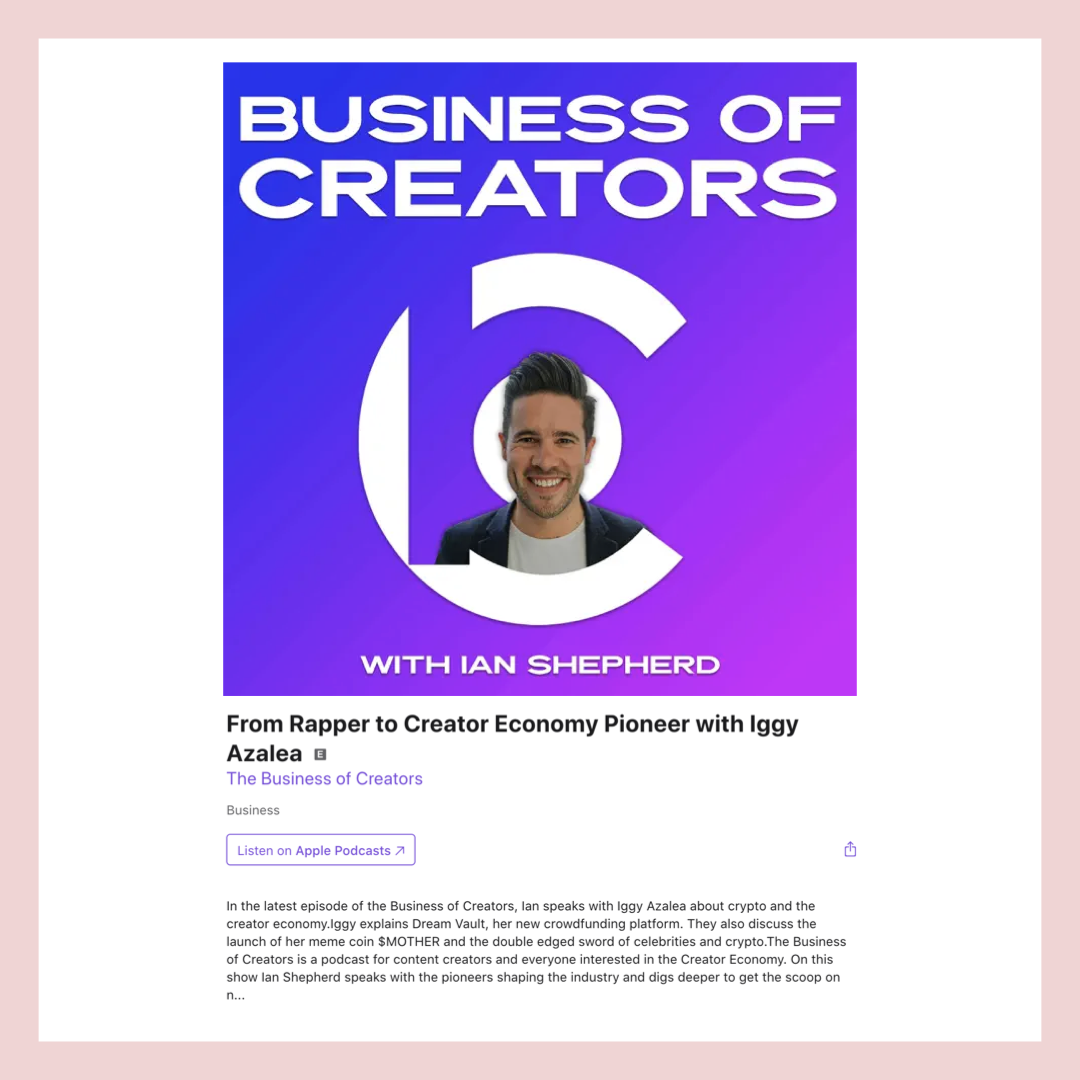 BUSINESS OF
CREATORS
WITH IAN SHEPHERD
From Rapper to Creator Economy Pioneer with Iggy
Azalea E
The Business of Creators
Business
Listen on Apple Podcasts ↗
In the latest episode of the Business of Creators, Ian speaks with Iggy Azalea about crypto and the
creator economy.Iggy explains Dream Vault, her new crowdfunding platform. They also discuss the
launch of her meme coin $MOTHER and the double edged sword of celebrities and crypto.The Business
of Creators is a podcast for content creators and everyone interested in the Creator Economy. On this
show Ian Shepherd speaks with the pioneers shaping the industry and digs deeper to get the scoop on
n...